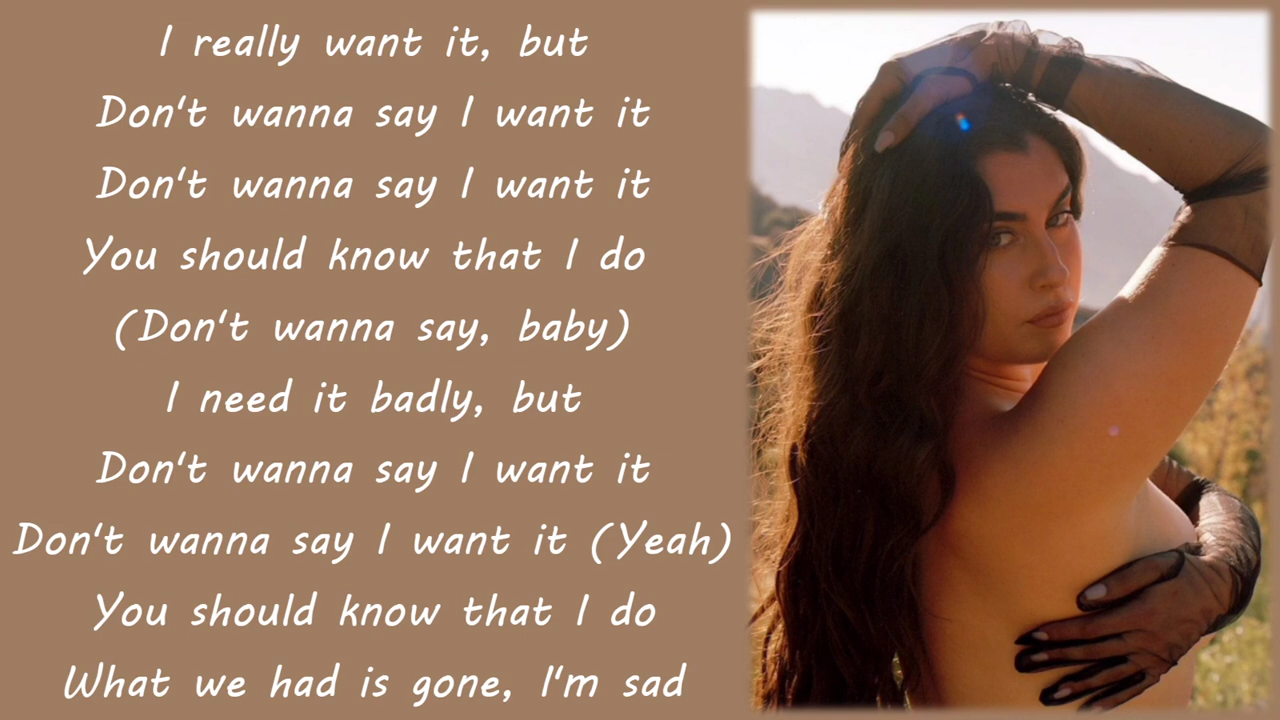 I really want it, but
Don't wanna say I want it
Don't wanna say I want it
You should know that I do
(Don't wanna say, baby)
I need it badly, but
Don't wanna say I want it
Don't wanna say I want it (Yeah)
You should know that I do
What we had is gone, I'm sad